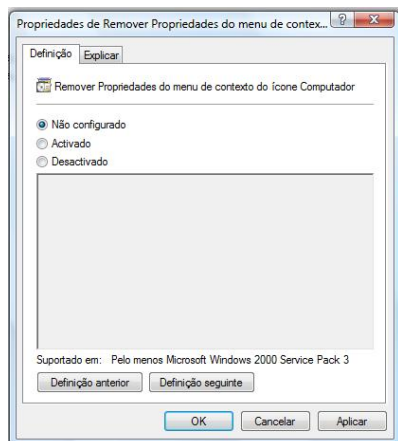 Propriedades de Remover Propriedades do menu de contex...
Definição Explicar
Remover Propriedades do menu de contexto do ícone Computador
Não configurado
Activado
Desactivado
Suportado em: Pelo menos Microsoft Windows 2000 Service Pack 3
Definição anterior Definição seguinte
OK Cancelar Aplicar